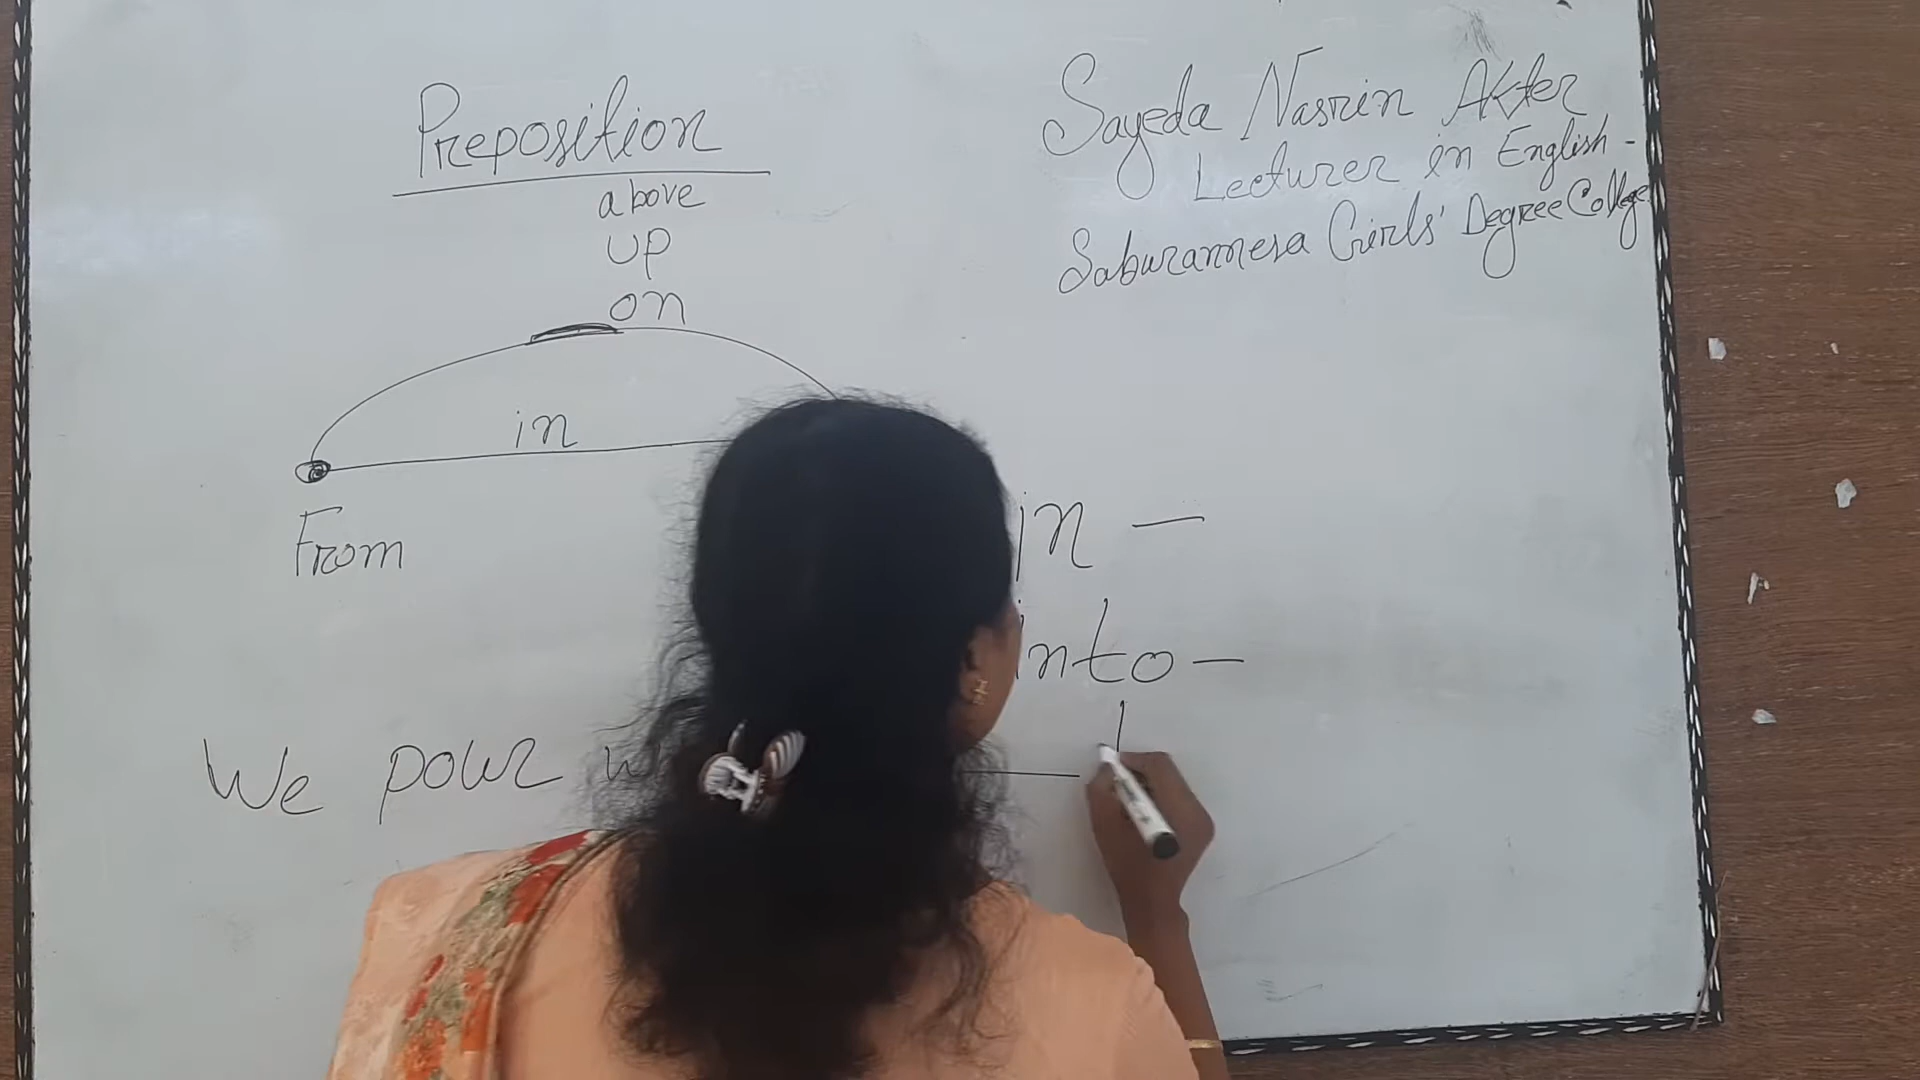 Preposition
above
up
on
in
From
Sayeda Nasrin Akter
Lecturer in English -
Saburannesa Girls' Degree College
in —
into —
We pour